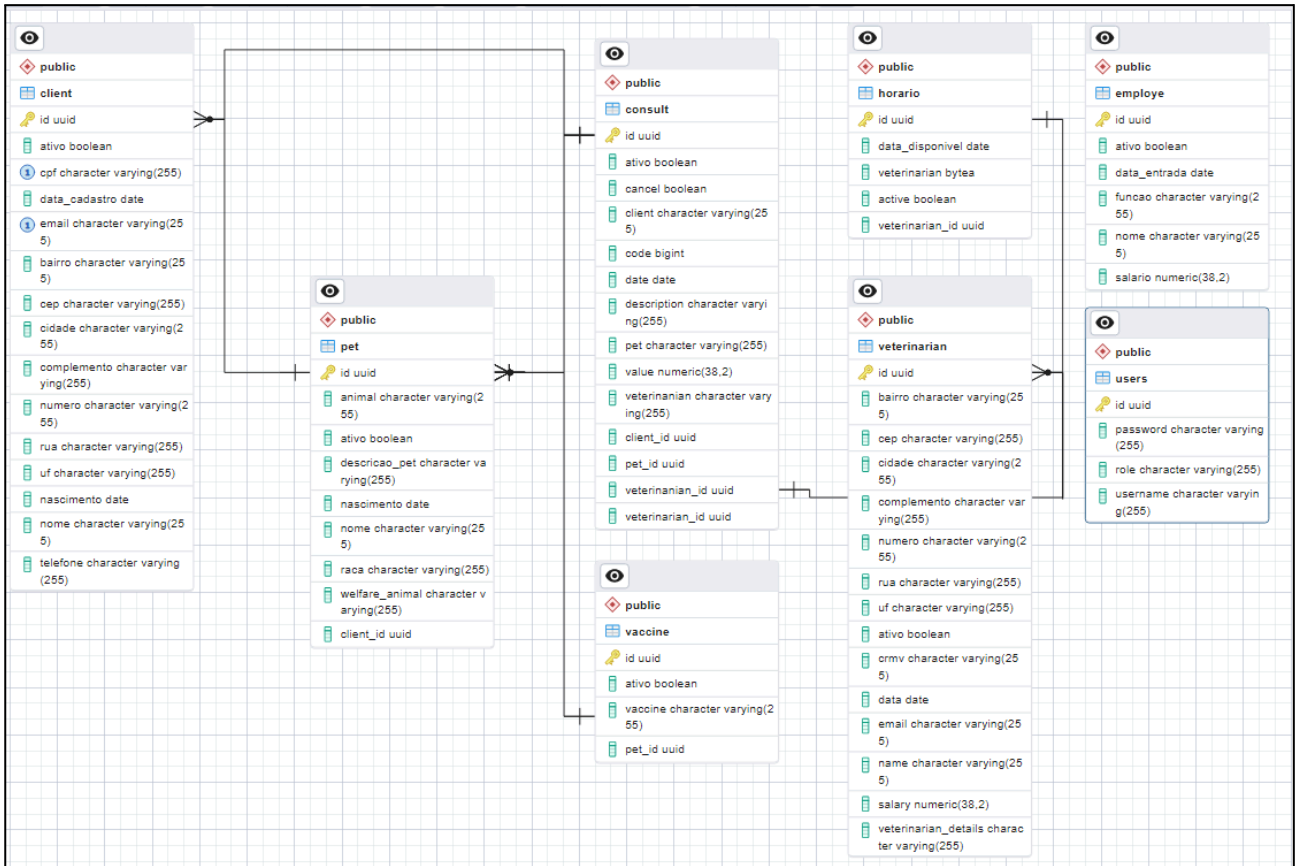 public
client
id uuid
ativo boolean
1 cpf character varying(255)
data_cadastro date
1 email character varying(25
5)
bairro character varying(25
5)
cep character varying(255)
cidade character varying(2
55)
complemento character var
ying(255)
numero character varying(2
55)
rua character varying(255)
uf character varying(255)
nascimento date
nome character varying(25
5)
telefone character varying
(255)
public
pet
id uuid
animal character varying(2
55)
ativo boolean
descricao_pet character va
rying(255)
nascimento date
nome character varying(25
5)
raca character varying(255)
welfare_animal character v
arying(255)
client_id uuid
public
consult
id uuid
ativo boolean
cancel boolean
client character varying(25
5)
code bigint
date date
description character varyi
ng(255)
pet character varying(255)
value numeric(38,2)
veterinanian character vary
ing(255)
client_id uuid
pet_id uuid
veterinanian_id uuid
veterinarian_id uuid
public
vaccine
id uuid
ativo boolean
vaccine character varying(2
55)
pet_id uuid
public
horario
id uuid
data_disponivel date
veterinarian bytea
active boolean
veterinarian_id uuid
public
veterinarian
id uuid
bairro character varying(25
5)
cep character varying(255)
cidade character varying(2
55)
complemento character var
ying(255)
numero character varying(2
55)
rua character varying(255)
uf character varying(255)
ativo boolean
crmv character varying(25
5)
data date
email character varying(25
5)
name character varying(25
5)
salary numeric(38,2)
veterinarian_details charac
ter varying(255)
public
employe
id uuid
ativo boolean
data_entrada date
funcao character varying(2
55)
nome character varying(25
5)
salario numeric(38,2)
public
users
id uuid
password character varying
(255)
role character varying(255)
username character varyin
g(255)